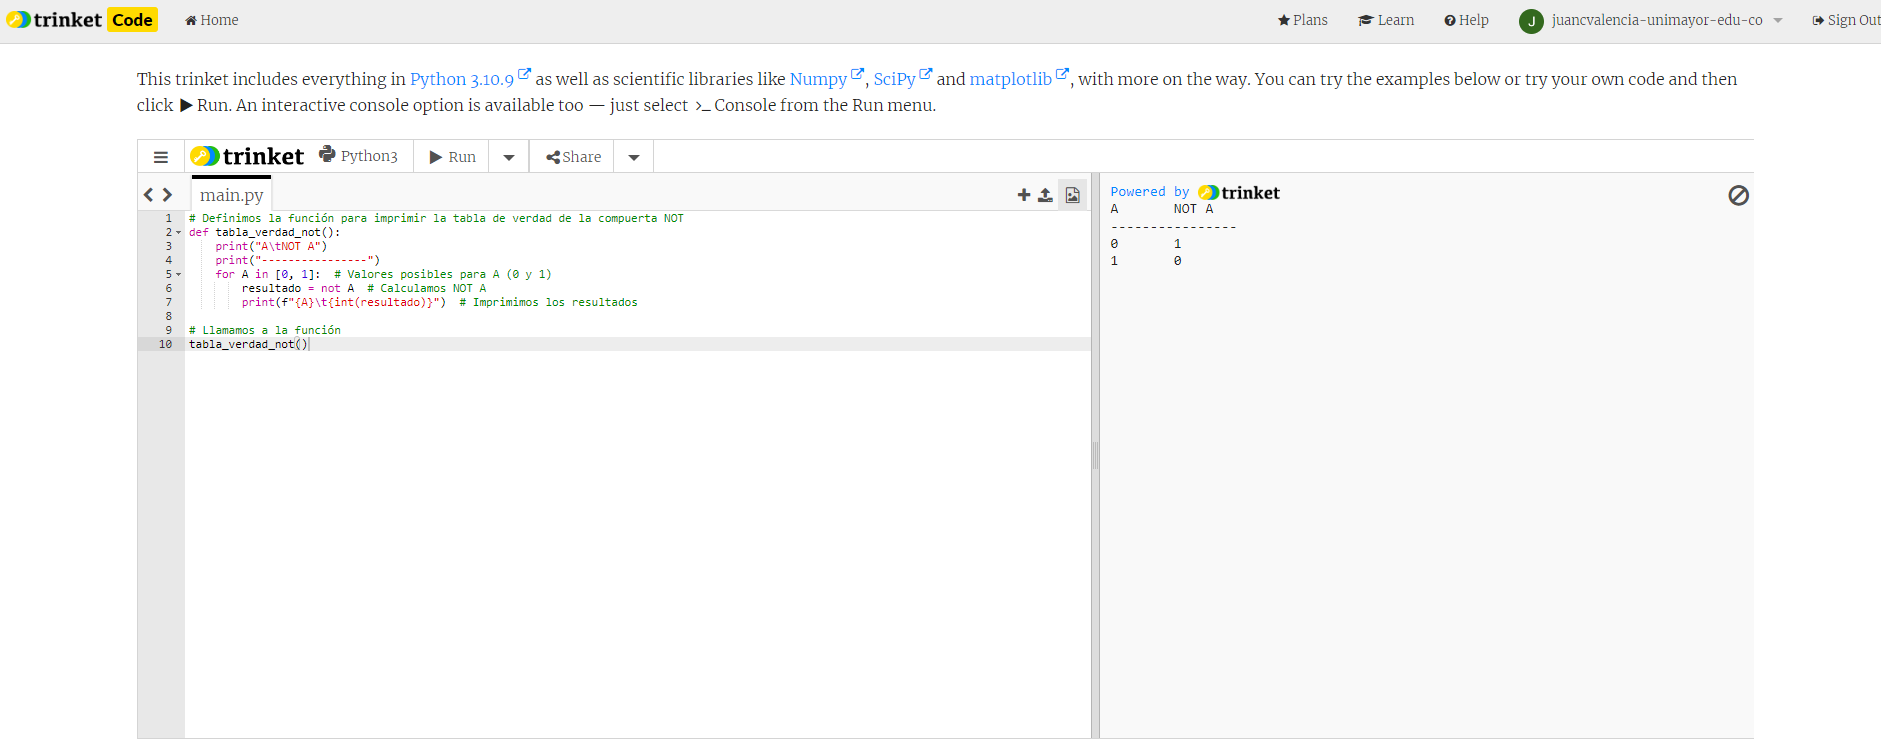 trinket Code Home Plans Learn Help J juancvalencia-unimayor-edu-co Sign Out
This trinket includes everything in Python 3.10.9 as well as scientific libraries like Numpy, SciPy and matplotlib, with more on the way. You can try the examples below or try your own code and then
click Run. An interactive console option is available too — just select >_ Console from the Run menu.
trinket Python3 Run Share
main.py
1 # Definimos la función para imprimir la tabla de verdad de la compuerta NOT
2 def tabla_verdad_not():
3 print("A\tNOT A")
4 print("----------------")
5 for A in [0, 1]: # Valores posibles para A (0 y 1)
6 resultado = not A # Calculamos NOT A
7 print(f"{A}\t{int(resultado)}") # Imprimimos los resultados
8
9 # Llamamos a la función
10 tabla_verdad_not()
Powered by trinket
A NOT A
----------------
0 1
1 0